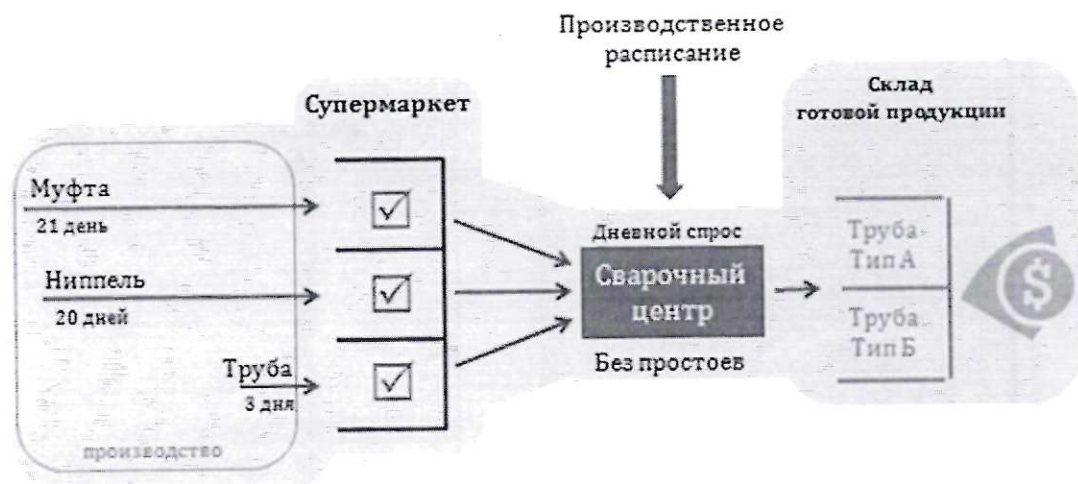 Производственное
расписание
Склад
готовой продукции
Супермаркет
Муфта
21 день
Ниппель
20 дней
Труба
3 дня
производство
Дневной спрос
Сварочный
центр
Без простоев
Труба
Тип А
Труба
Тип Б
$